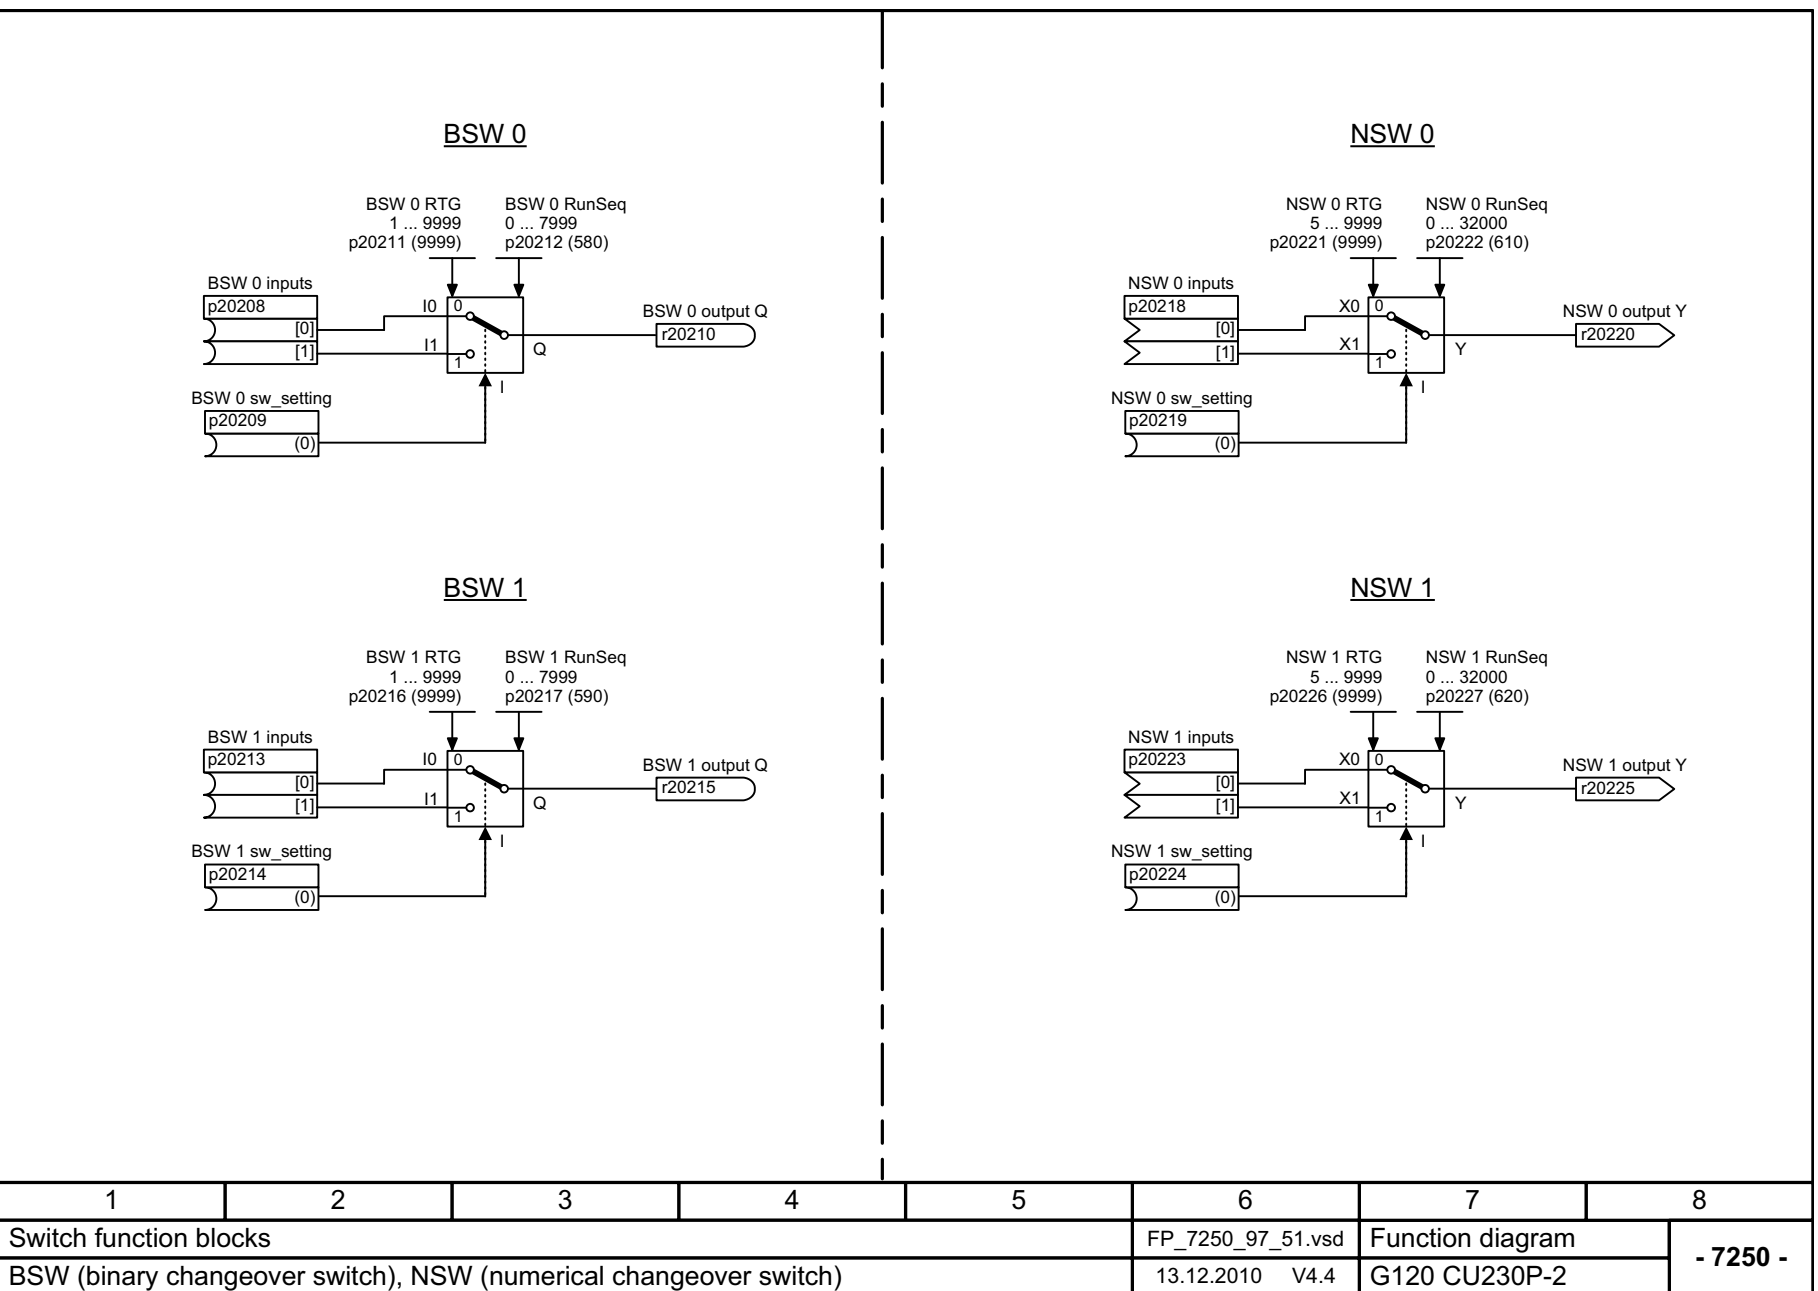 BSW 0
BSW 0 RTG
1 ... 9999
p20211 (9999)
BSW 0 RunSeq
0 ... 7999
p20212 (580)
BSW 0 inputs
p20208
[0]
[1]
I0
0
I1
1
Q
I
BSW 0 output Q
r20210
BSW 0 sw_setting
p20209
(0)
BSW 1
BSW 1 RTG
1 ... 9999
p20216 (9999)
BSW 1 RunSeq
0 ... 7999
p20217 (590)
BSW 1 inputs
p20213
[0]
[1]
I0
0
I1
1
Q
I
BSW 1 output Q
r20215
BSW 1 sw_setting
p20214
(0)
NSW 0
NSW 0 RTG
5 ... 9999
p20221 (9999)
NSW 0 RunSeq
0 ... 32000
p20222 (610)
NSW 0 inputs
p20218
[0]
[1]
X0
0
X1
1
Y
I
NSW 0 output Y
r20220
NSW 0 sw_setting
p20219
(0)
NSW 1
NSW 1 RTG
5 ... 9999
p20226 (9999)
NSW 1 RunSeq
0 ... 32000
p20227 (620)
NSW 1 inputs
p20223
[0]
[1]
X0
0
X1
1
Y
I
NSW 1 output Y
r20225
NSW 1 sw_setting
p20224
(0)
1 2 3 4 5 6 7 8
Switch function blocks
FP_7250_97_51.vsd
Function diagram
- 7250 -
BSW (binary changeover switch), NSW (numerical changeover switch)
13.12.2010 V4.4
G120 CU230P-2